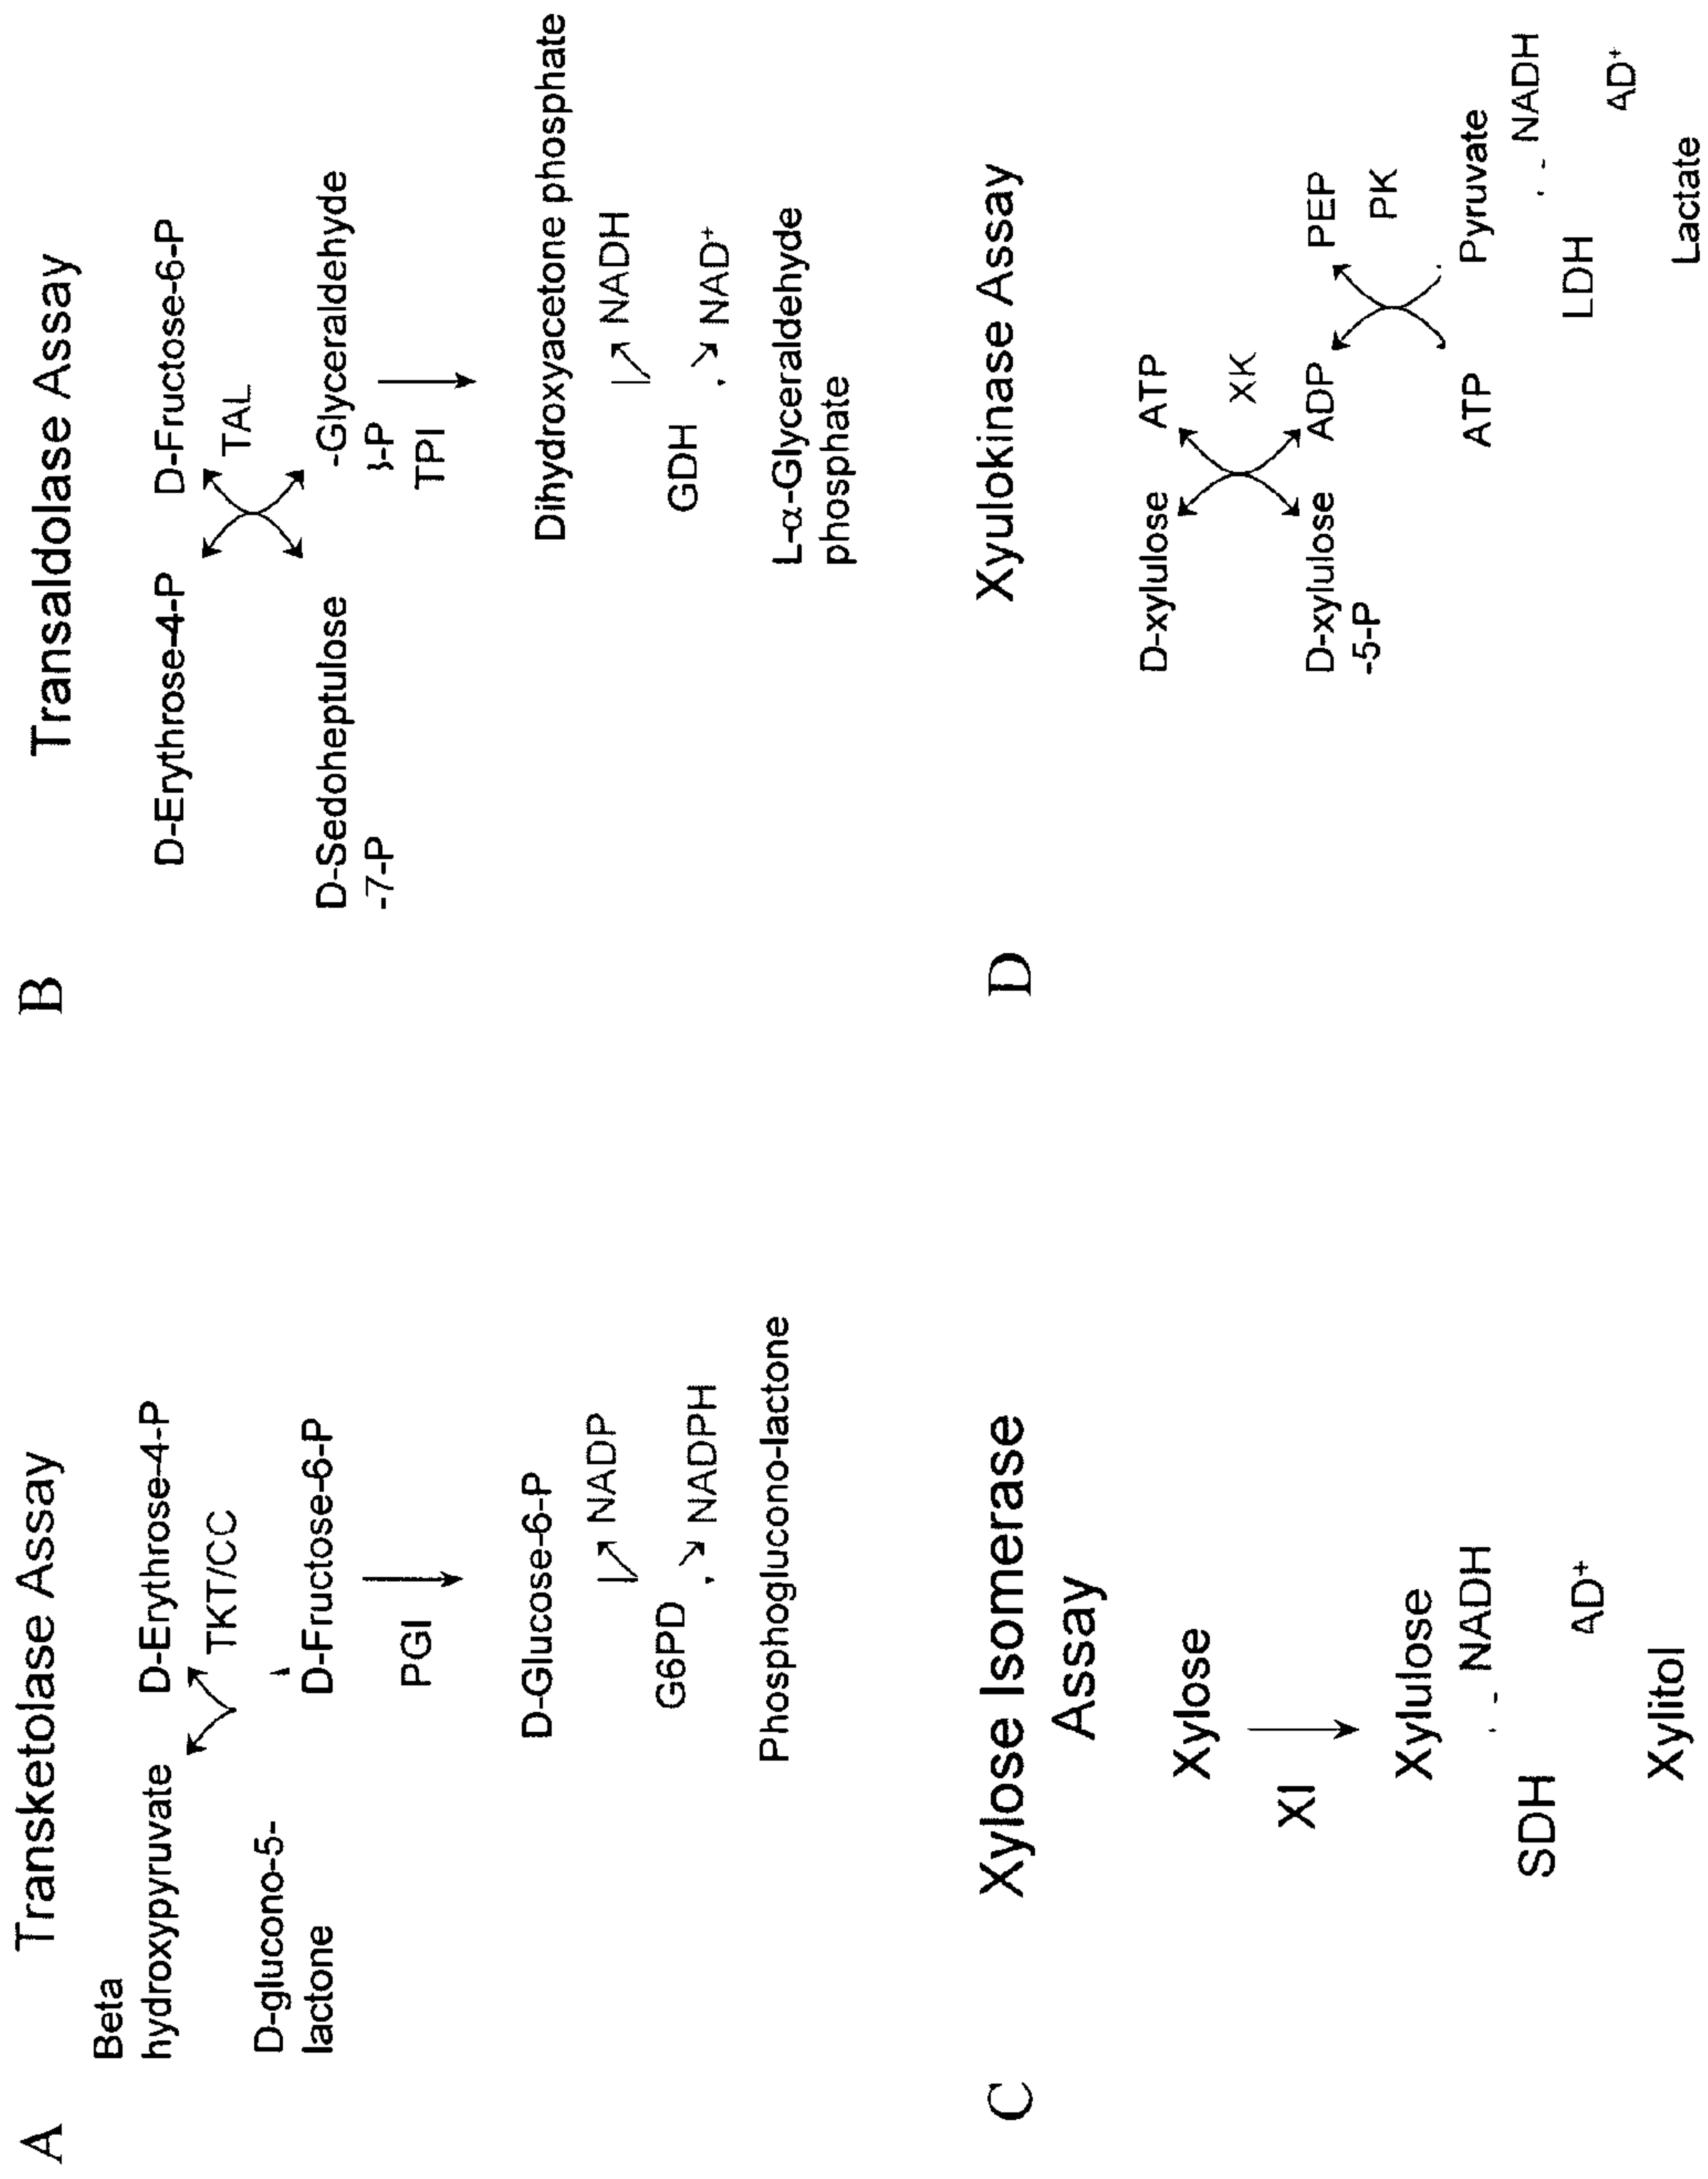 A
Transketolase Assay
Beta
hydroxypyruvate
D-Erythrose-4-P
TKT/CC
D-glucono-5-
lactone
D-Fructose-6-P
PGI
D-Glucose-6-P
NADP
G6PD
NADPH
Phosphoglucono-lactone
B
Transaldolase Assay
D-Erythrose-4-P
D-Fructose-6-P
TAL
D-Sedoheptulose
-7-P
-Glyceraldehyde
-P
TPI
Dihydroxyacetone phosphate
NADH
GDH
NAD+
L-α-Glyceraldehyde
phosphate
C
Xylose Isomerase
Assay
Xylose
XI
Xylulose
NADH
SDH
AD+
Xylitol
D
Xyulokinase Assay
D-xylulose
ATP
XK
D-xylulose
-5-P
ADP
PEP
PK
ATP
Pyruvate
NADH
LDH
AD+
Lactate